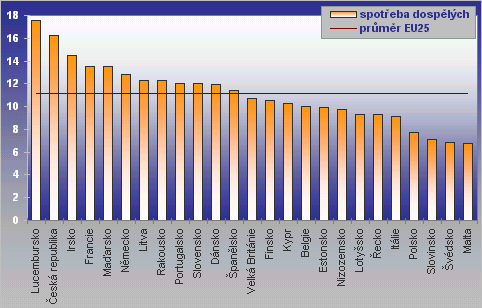 spotřeba dospělých
průměr EU25
18
16
14
12
10
8
6
4
2
0
Lucembursko
Česká republika
Irsko
Francie
Maďarsko
Německo
Litva
Rakousko
Portugalsko
Slovensko
Dánsko
Španělsko
Velká Británie
Finsko
Kypr
Belgie
Estonsko
Nizozemsko
Lotyšsko
Řecko
Itálie
Polsko
Slovinsko
Švédsko
Malta